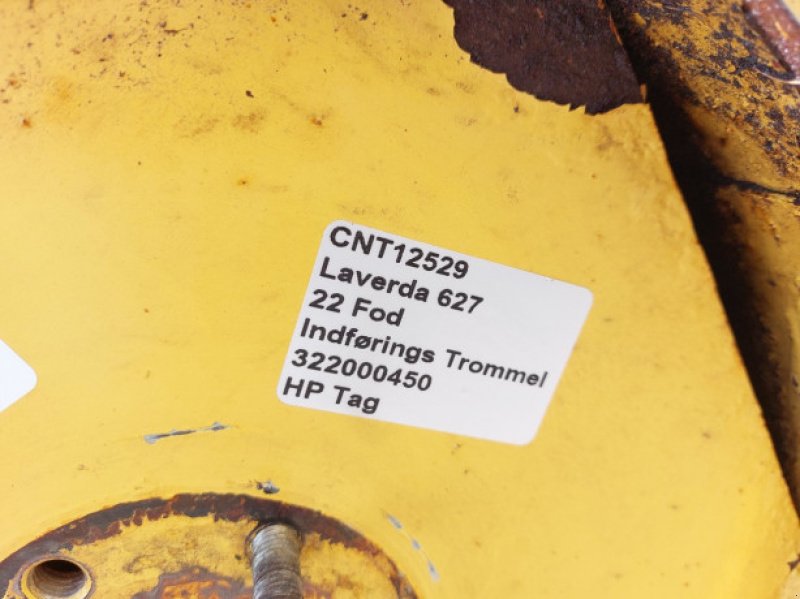 CNT12529
Laverda 627
22 Fod
Indførings Trommel
322000450
HP Tag